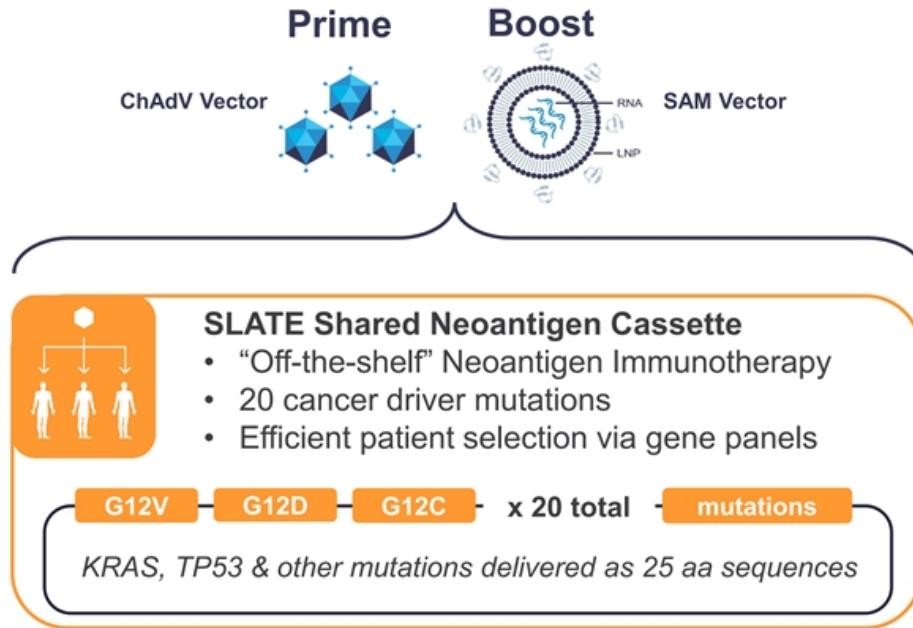 Prime
Boost
ChAdV Vector
RNA
SAM Vector
LNP
SLATE Shared Neoantigen Cassette
• “Off-the-shelf” Neoantigen Immunotherapy
• 20 cancer driver mutations
• Efficient patient selection via gene panels
G12V G12D G12C x 20 total mutations
KRAS, TP53 & other mutations delivered as 25 aa sequences